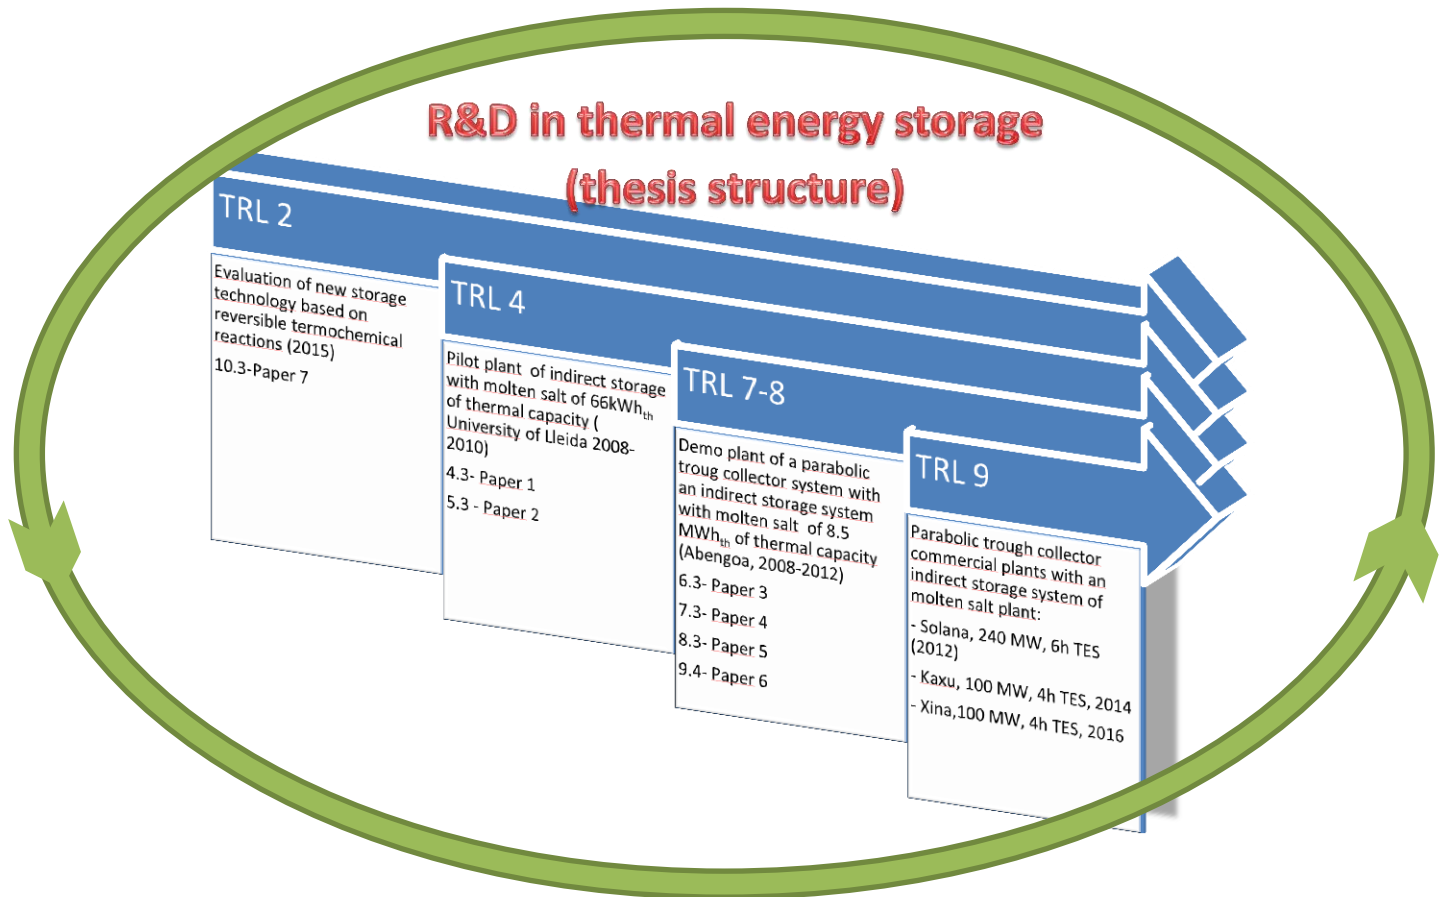 R&D in thermal energy storage
(thesis structure)
TRL 2
Evaluation of new storage
technology based on
reversible termochemical
reactions (2015)
10.3-Paper 7
TRL 4
Pilot plant of indirect storage
with molten salt of 66kWhth
of thermal capacity (
University of Lleida 2008-
2010)
4.3- Paper 1
5.3 - Paper 2
TRL 7-8
Demo plant of a parabolic
troug collector system with
an indirect storage system
with molten salt of 8.5
MWhth of thermal capacity
(Abengoa, 2008-2012)
6.3- Paper 3
7.3- Paper 4
8.3- Paper 5
9.4- Paper 6
TRL 9
Parabolic trough collector
commercial plants with an
indirect storage system of
molten salt plant:
- Solana, 240 MW, 6h TES
(2012)
- Kaxu, 100 MW, 4h TES, 2014
- Xina,100 MW, 4h TES, 2016